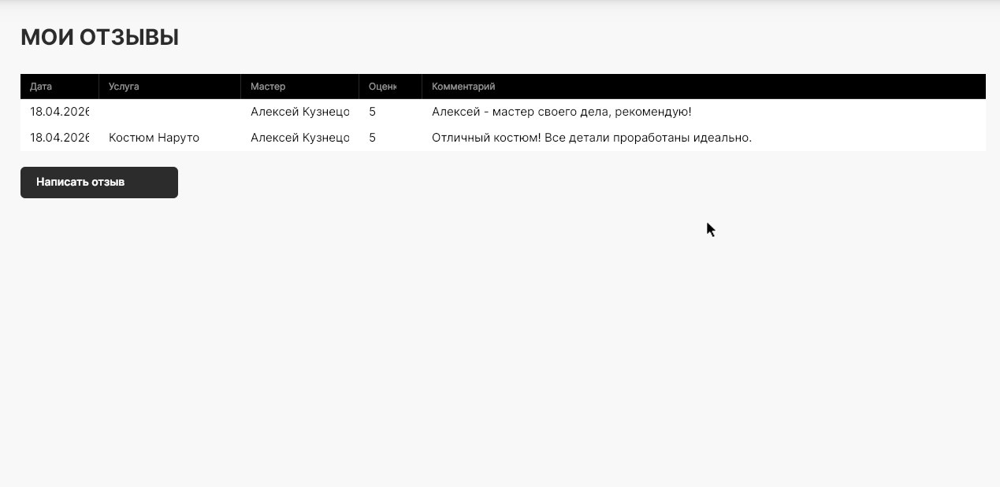 МОИ ОТЗЫВЫ
Дата Услуга Мастер Оценк Комментарий
18.04.2026 Алексей Кузнецо 5 Алексей - мастер своего дела, рекомендую!
18.04.2026 Костюм Наруто Алексей Кузнецо 5 Отличный костюм! Все детали проработаны идеально.
Написать отзыв